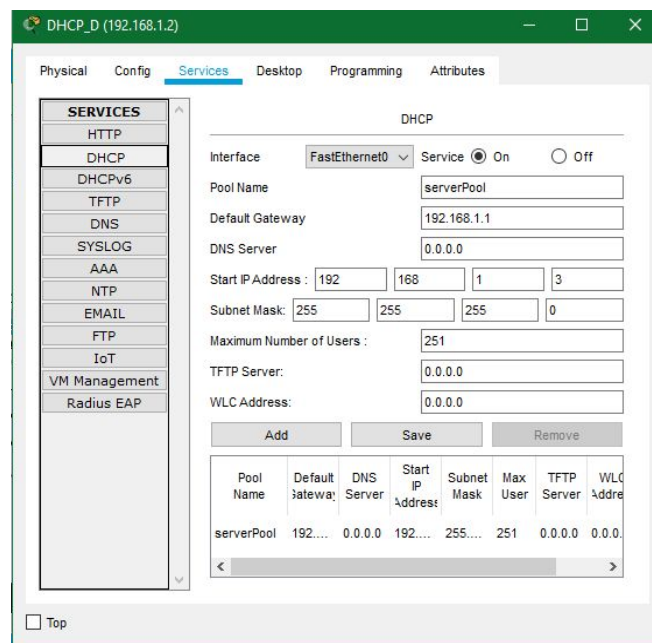 DHCP_D (192.168.1.2)
Physical Config Services Desktop Programming Attributes
SERVICES
HTTP
DHCP
DHCPv6
TFTP
DNS
SYSLOG
AAA
NTP
EMAIL
FTP
IoT
VM Management
Radius EAP
DHCP
Interface FastEthernet0 Service On Off
Pool Name serverPool
Default Gateway 192.168.1.1
DNS Server 0.0.0.0
Start IP Address : 192 168 1 3
Subnet Mask: 255 255 255 0
Maximum Number of Users : 251
TFTP Server: 0.0.0.0
WLC Address: 0.0.0.0
Add Save Remove
Pool Name Default Gateway DNS Server Start IP Address Subnet Mask Max User TFTP Server WLC Addre
serverPool 192.... 0.0.0.0 192.... 255.... 251 0.0.0.0 0.0.0.
Top